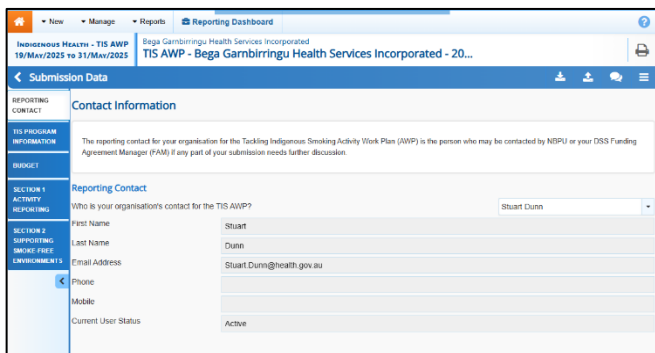 New
Manage
Reports
Reporting Dashboard
INDIGENOUS HEALTH - TIS AWP
19/MAY/2025 TO 31/MAY/2025
Bega Garnbirringu Health Services Incorporated
TIS AWP - Bega Garnbirringu Health Services Incorporated - 20...
Submission Data
REPORTING
CONTACT
TIS PROGRAM
INFORMATION
BUDGET
SECTION 1
ACTIVITY
REPORTING
SECTION 2
SUPPORTING
SMOKE-FREE
ENVIRONMENTS
Contact Information
The reporting contact for your organisation for the Tackling Indigenous Smoking Activity Work Plan (AWP) is the person who may be contacted by NBPU or your DSS Funding
Agreement Manager (FAM) if any part of your submission needs further discussion.
Reporting Contact
Who is your organisation's contact for the TIS AWP? Stuart Dunn
First Name Stuart
Last Name Dunn
Email Address Stuart.Dunn@health.gov.au
Phone
Mobile
Current User Status Active